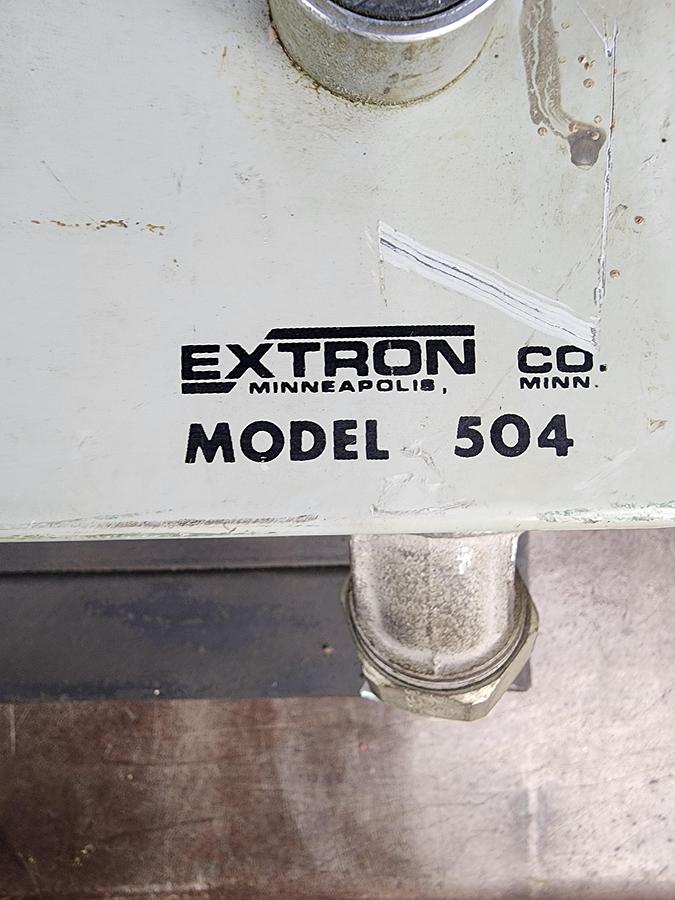 EXTRON CO.
MINNEAPOLIS, MINN.
MODEL 504